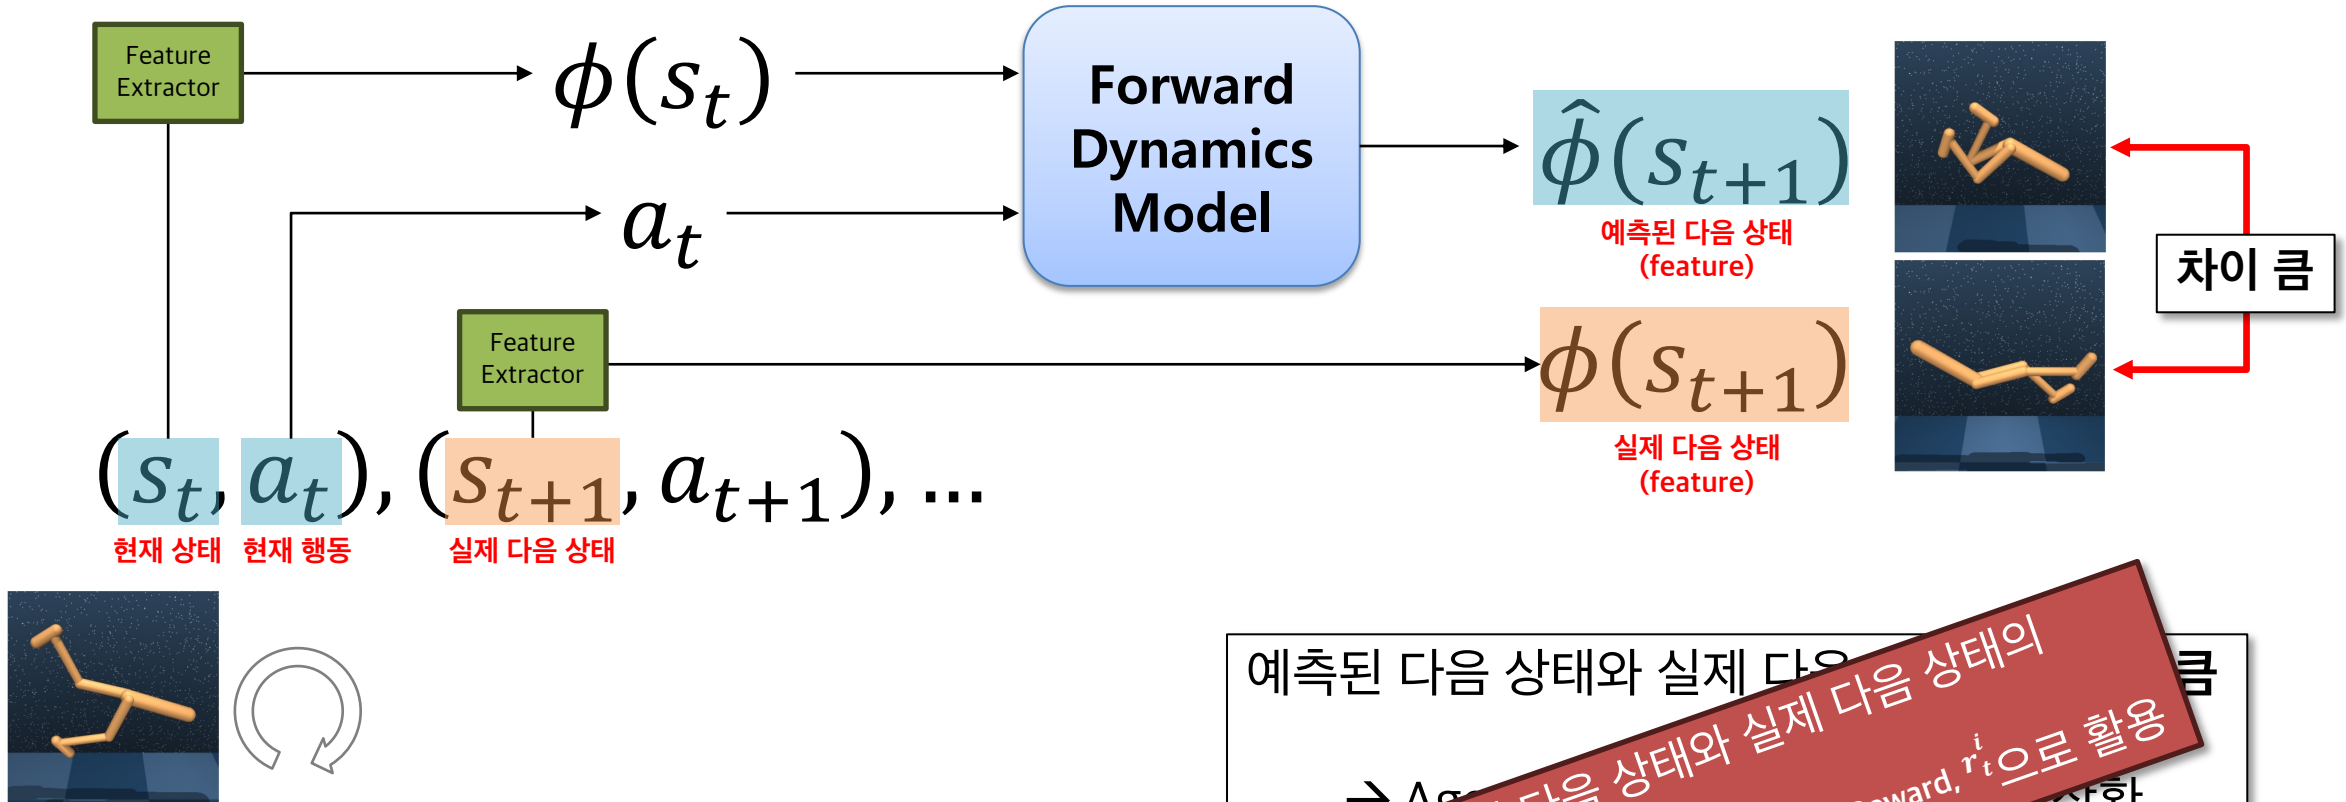 Feature
Extractor
ϕ(s_t)
a_t
Forward
Dynamics
Model
ϕ̂(s_{t+1})
예측된 다음 상태
(feature)
차이 큼
Feature
Extractor
ϕ(s_{t+1})
실제 다음 상태
(feature)
(s_t, a_t), (s_{t+1}, a_{t+1}), ...
현재 상태 현재 행동 실제 다음 상태
예측된 다음 상태와 실제 큼
다음 상태와 실제 다음 상태의
r_t^i으로 활용
→